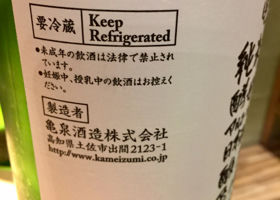 要冷蔵 Keep
Refrigerated
●未成年の飲酒は法律で禁止され
ています。
●妊娠中、授乳中の飲酒はお控えく
ださい。
製造者
亀泉酒造株式会社
高知県土佐市出間2123-1
http://www.kameizumi.co.jp
純米